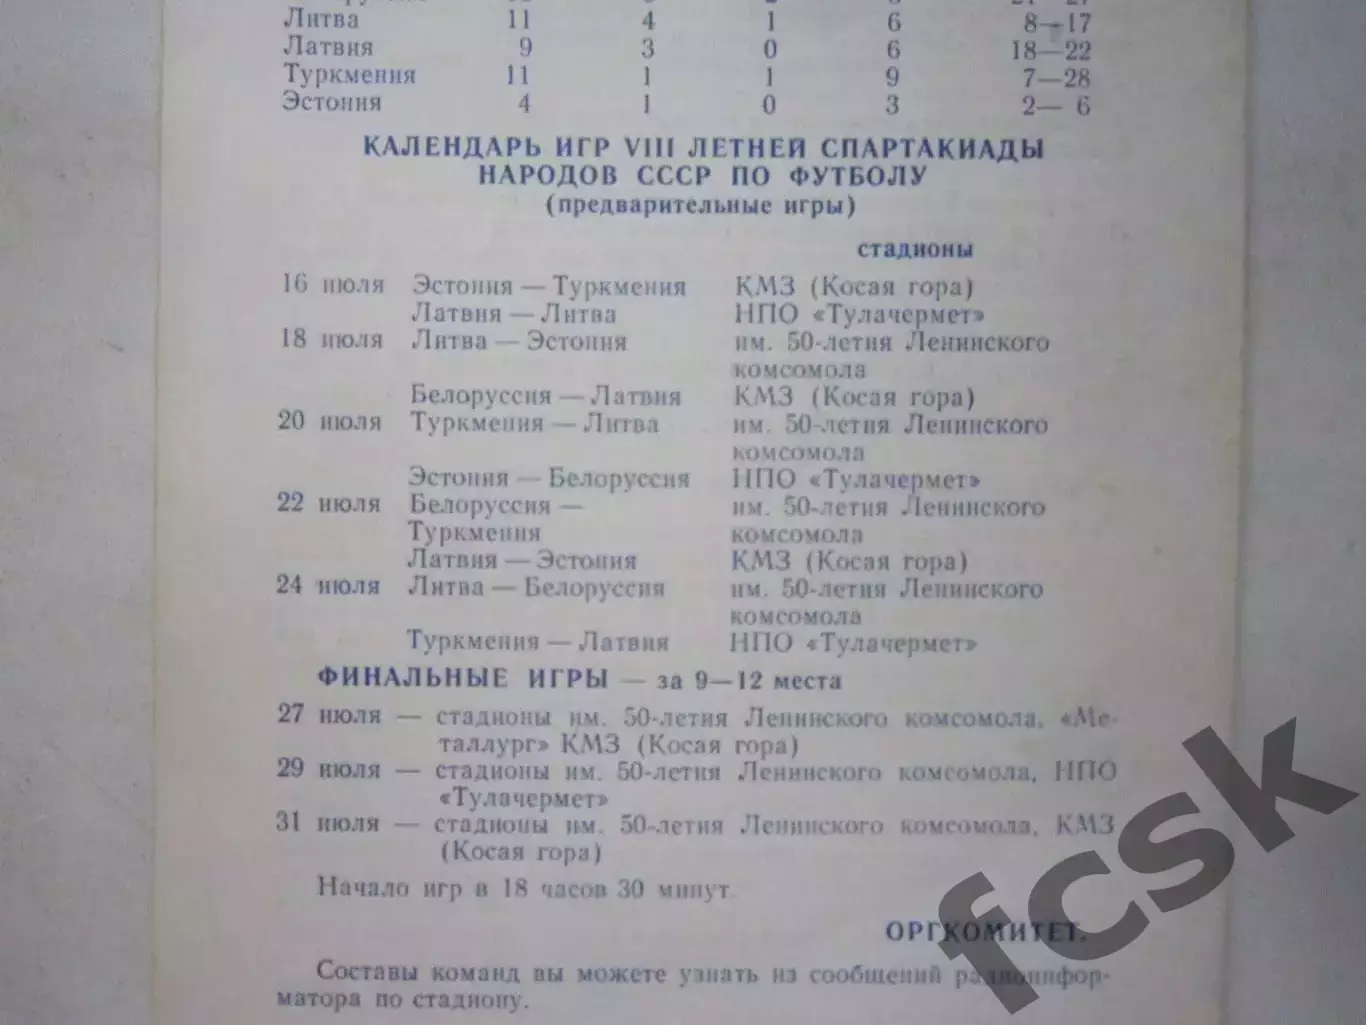 Литва 11 4 1 6 8—17
Латвия 9 3 0 6 18—22
Туркмения 11 1 1 9 7—28
Эстония 4 1 0 3 2— 6
КАЛЕНДАРЬ ИГР VIII ЛЕТНЕЙ СПАРТАКИАДЫ
НАРОДОВ СССР ПО ФУТБОЛУ
(предварительные игры)
стадионы
16 июля Эстония — Туркмения КМЗ (Косая гора)
Латвия — Литва НПО «Тулачермет»
18 июля Литва — Эстония им. 50-летия Ленинского
комсомола
Белоруссия — Латвия КМЗ (Косая гора)
20 июля Туркмения — Литва им. 50-летия Ленинского
комсомола
Эстония — Белоруссия НПО «Тулачермет»
22 июля Белоруссия — им. 50-летия Ленинского
Туркмения комсомола
Латвия — Эстония КМЗ (Косая гора)
24 июля Литва — Белоруссия им. 50-летия Ленинского
комсомола
Туркмения — Латвия НПО «Тулачермет»
ФИНАЛЬНЫЕ ИГРЫ — за 9—12 места
27 июля — стадионы им. 50-летия Ленинского комсомола, «Ме-
таллург» КМЗ (Косая гора)
29 июля — стадионы им. 50-летия Ленинского комсомола, НПО
«Тулачермет»
31 июля — стадионы им. 50-летия Ленинского комсомола, КМЗ
(Косая гора)
Начало игр в 18 часов 30 минут.
ОРГКОМИТЕТ.
Составы команд вы можете узнать из сообщений радиоинфор-
матора по стадиону.
fcsk